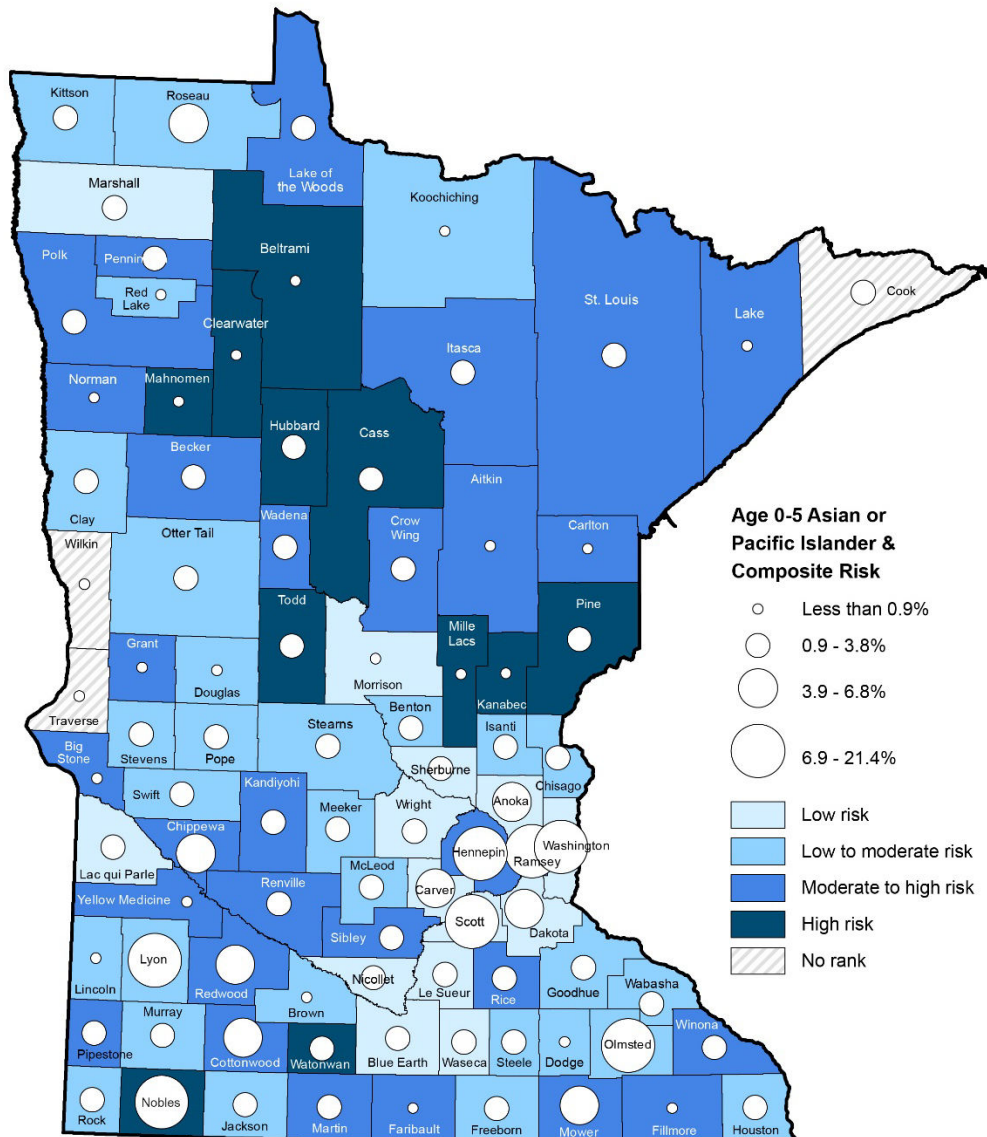 Kittson
Roseau
Lake of
the Woods
Marshall
Koochiching
Polk
Pennin
Beltrami
Red
Lake
Clearwater
St. Louis
Lake
Cook
Itasca
Norman
Mahnomen
Hubbard
Cass
Becker
Clay
Aitkin
Wadena
Crow
Wing
Carlton
Otter Tail
Wilkin
Todd
Pine
Mille
Lacs
Kanabec
Grant
Douglas
Morrison
Traverse
Benton
Isanti
Big
Stone
Stevens
Pope
Stearns
Sherburne
Chisago
Swift
Kandiyohi
Meeker
Wright
Anoka
Chippewa
Hennepin
Ramsey
Washington
Lac qui Parle
McLeod
Carver
Renville
Yellow Medicine
Scott
Dakota
Sibley
Lyon
Redwood
Nicollet
Le Sueur
Rice
Goodhue
Wabasha
Lincoln
Brown
Murray
Pipestone
Cottonwood
Watonwan
Blue Earth
Waseca
Steele
Dodge
Olmsted
Winona
Rock
Nobles
Jackson
Martin
Faribault
Freeborn
Mower
Fillmore
Houston
Age 0-5 Asian or
Pacific Islander &
Composite Risk
Less than 0.9%
0.9 - 3.8%
3.9 - 6.8%
6.9 - 21.4%
Low risk
Low to moderate risk
Moderate to high risk
High risk
No rank